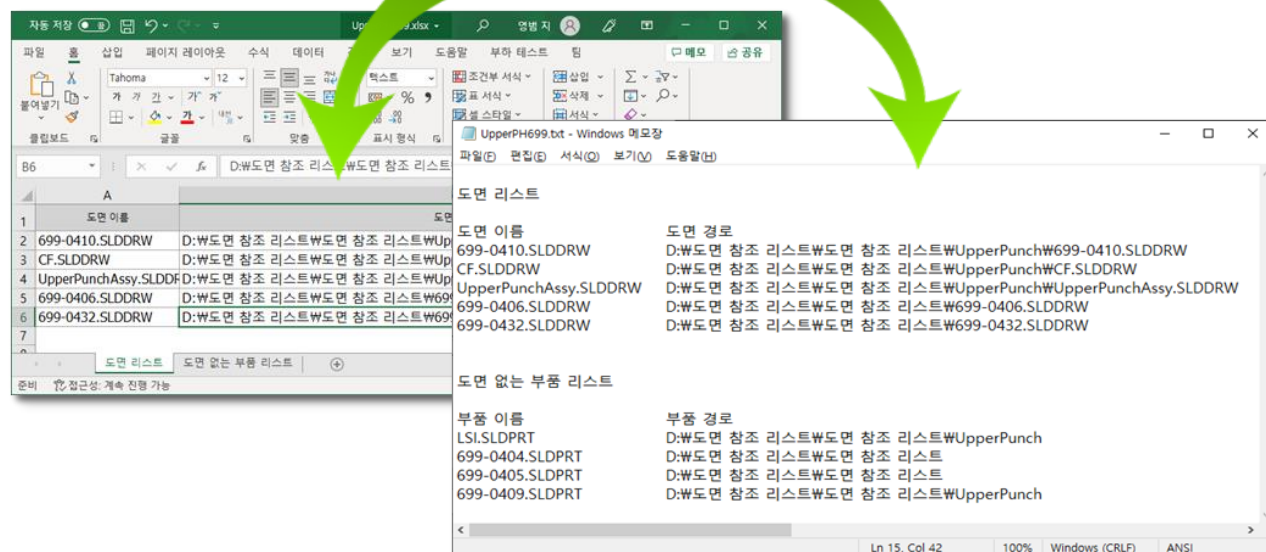 자동 저장
영범 지
파일 홈 삽입 페이지 레이아웃 수식 데이터 보기 도움말 부하 테스트 팀 메모 공유
붙여넣기 Tahoma 12 텍스트 조건부 서식 삽입
가 가 간 가 가 표 서식 삭제
가 내천 % 9 셀 스타일 서식
클립보드 글꼴 맞춤 표시 형식
B6 fx D:₩도면 참조 리스트₩도면 참조 리스트
A
1 도면 이름
2 699-0410.SLDDRW D:₩도면 참조 리스트₩도면 참조 리스트₩Up
3 CF.SLDDRW D:₩도면 참조 리스트₩도면 참조 리스트₩Up
4 UpperPunchAssy.SLDDR D:₩도면 참조 리스트₩도면 참조 리스트₩Up
5 699-0406.SLDDRW D:₩도면 참조 리스트₩도면 참조 리스트₩699
6 699-0432.SLDDRW D:₩도면 참조 리스트₩도면 참조 리스트₩699
7
도면 리스트 도면 없는 부품 리스트
준비 접근성: 계속 진행 가능
UpperPH699.txt - Windows 메모장
파일(F) 편집(E) 서식(O) 보기(V) 도움말(H)
도면 리스트
도면 이름 도면 경로
699-0410.SLDDRW D:₩도면 참조 리스트₩도면 참조 리스트₩UpperPunch₩699-0410.SLDDRW
CF.SLDDRW D:₩도면 참조 리스트₩도면 참조 리스트₩UpperPunch₩CF.SLDDRW
UpperPunchAssy.SLDDRW D:₩도면 참조 리스트₩도면 참조 리스트₩UpperPunch₩UpperPunchAssy.SLDDRW
699-0406.SLDDRW D:₩도면 참조 리스트₩도면 참조 리스트₩699-0406.SLDDRW
699-0432.SLDDRW D:₩도면 참조 리스트₩도면 참조 리스트₩699-0432.SLDDRW
도면 없는 부품 리스트
부품 이름 부품 경로
LSI.SLDPRT D:₩도면 참조 리스트₩도면 참조 리스트₩UpperPunch
699-0404.SLDPRT D:₩도면 참조 리스트₩도면 참조 리스트
699-0405.SLDPRT D:₩도면 참조 리스트₩도면 참조 리스트
699-0409.SLDPRT D:₩도면 참조 리스트₩도면 참조 리스트₩UpperPunch
Ln 15, Col 42 100% Windows (CRLF) ANSI